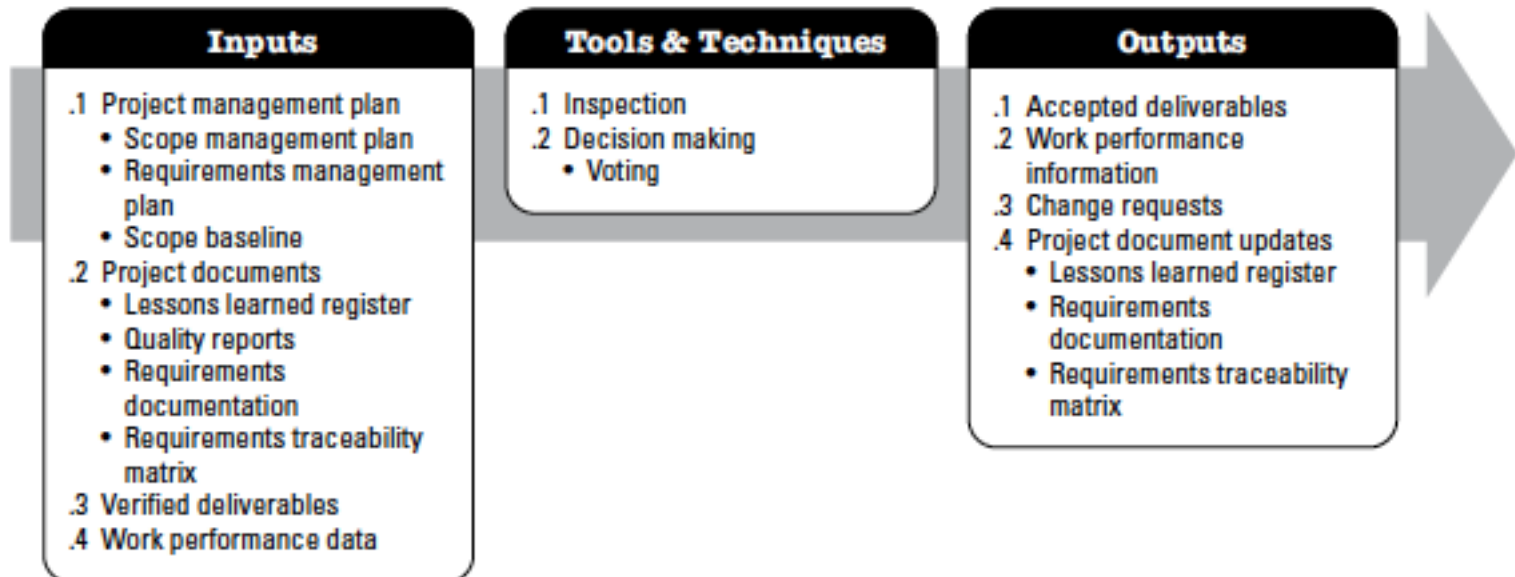 Inputs
.1 Project management plan
• Scope management plan
• Requirements management
plan
• Scope baseline
.2 Project documents
• Lessons learned register
• Quality reports
• Requirements
documentation
• Requirements traceability
matrix
.3 Verified deliverables
.4 Work performance data
Tools & Techniques
.1 Inspection
.2 Decision making
• Voting
Outputs
.1 Accepted deliverables
.2 Work performance
information
.3 Change requests
.4 Project document updates
• Lessons learned register
• Requirements
documentation
• Requirements traceability
matrix